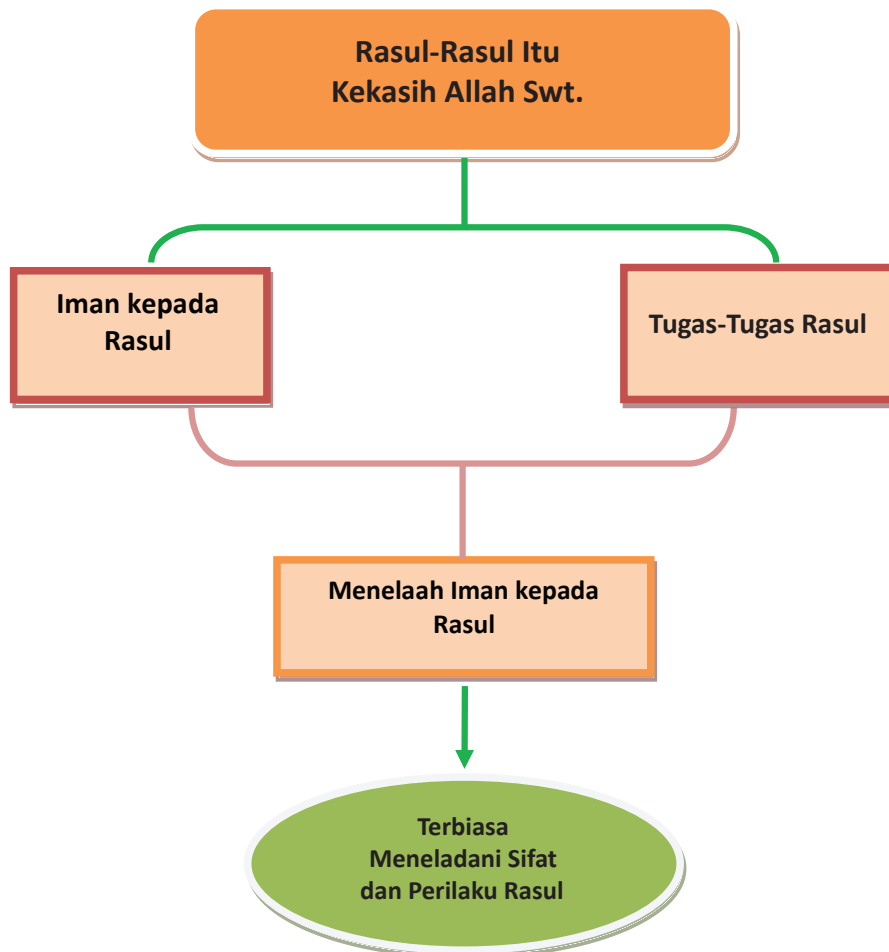 Rasul-Rasul Itu
Kekasih Allah Swt.
Iman kepada
Rasul
Tugas-Tugas Rasul
Menelaah Iman kepada
Rasul
Terbiasa
Meneladani Sifat
dan Perilaku Rasul